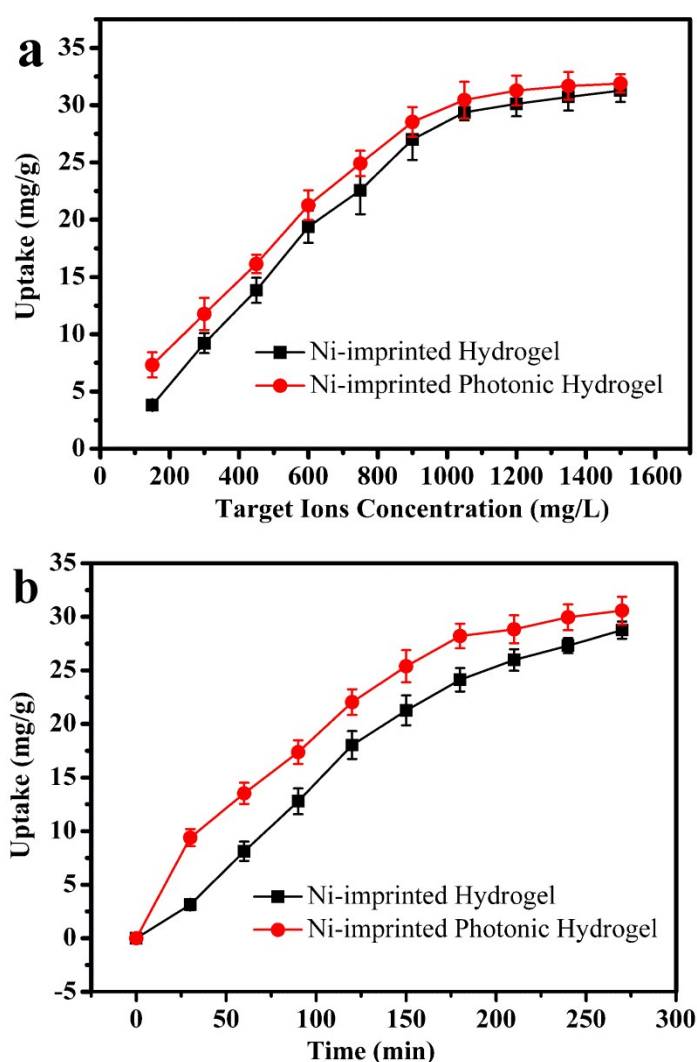 a
35
30
25
20
15
10
5
0
Uptake (mg/g)
Ni-imprinted Hydrogel
Ni-imprinted Photonic Hydrogel
0 200 400 600 800 1000 1200 1400 1600
Target Ions Concentration (mg/L)
b
35
30
25
20
15
10
5
0
-5
Uptake (mg/g)
Ni-imprinted Hydrogel
Ni-imprinted Photonic Hydrogel
0 50 100 150 200 250 300
Time (min)